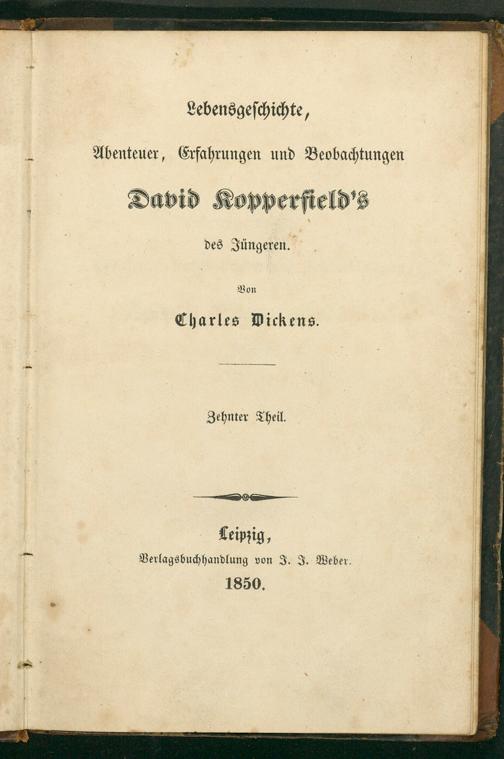 Lebensgeschichte,
Abenteuer, Erfahrungen und Beobachtungen
David Kopperfield's
des Jüngeren.
Von
Charles Dickens.
Zehnter Theil.
Leipzig,
Verlagsbuchhandlung von J. J. Weber.
1850.